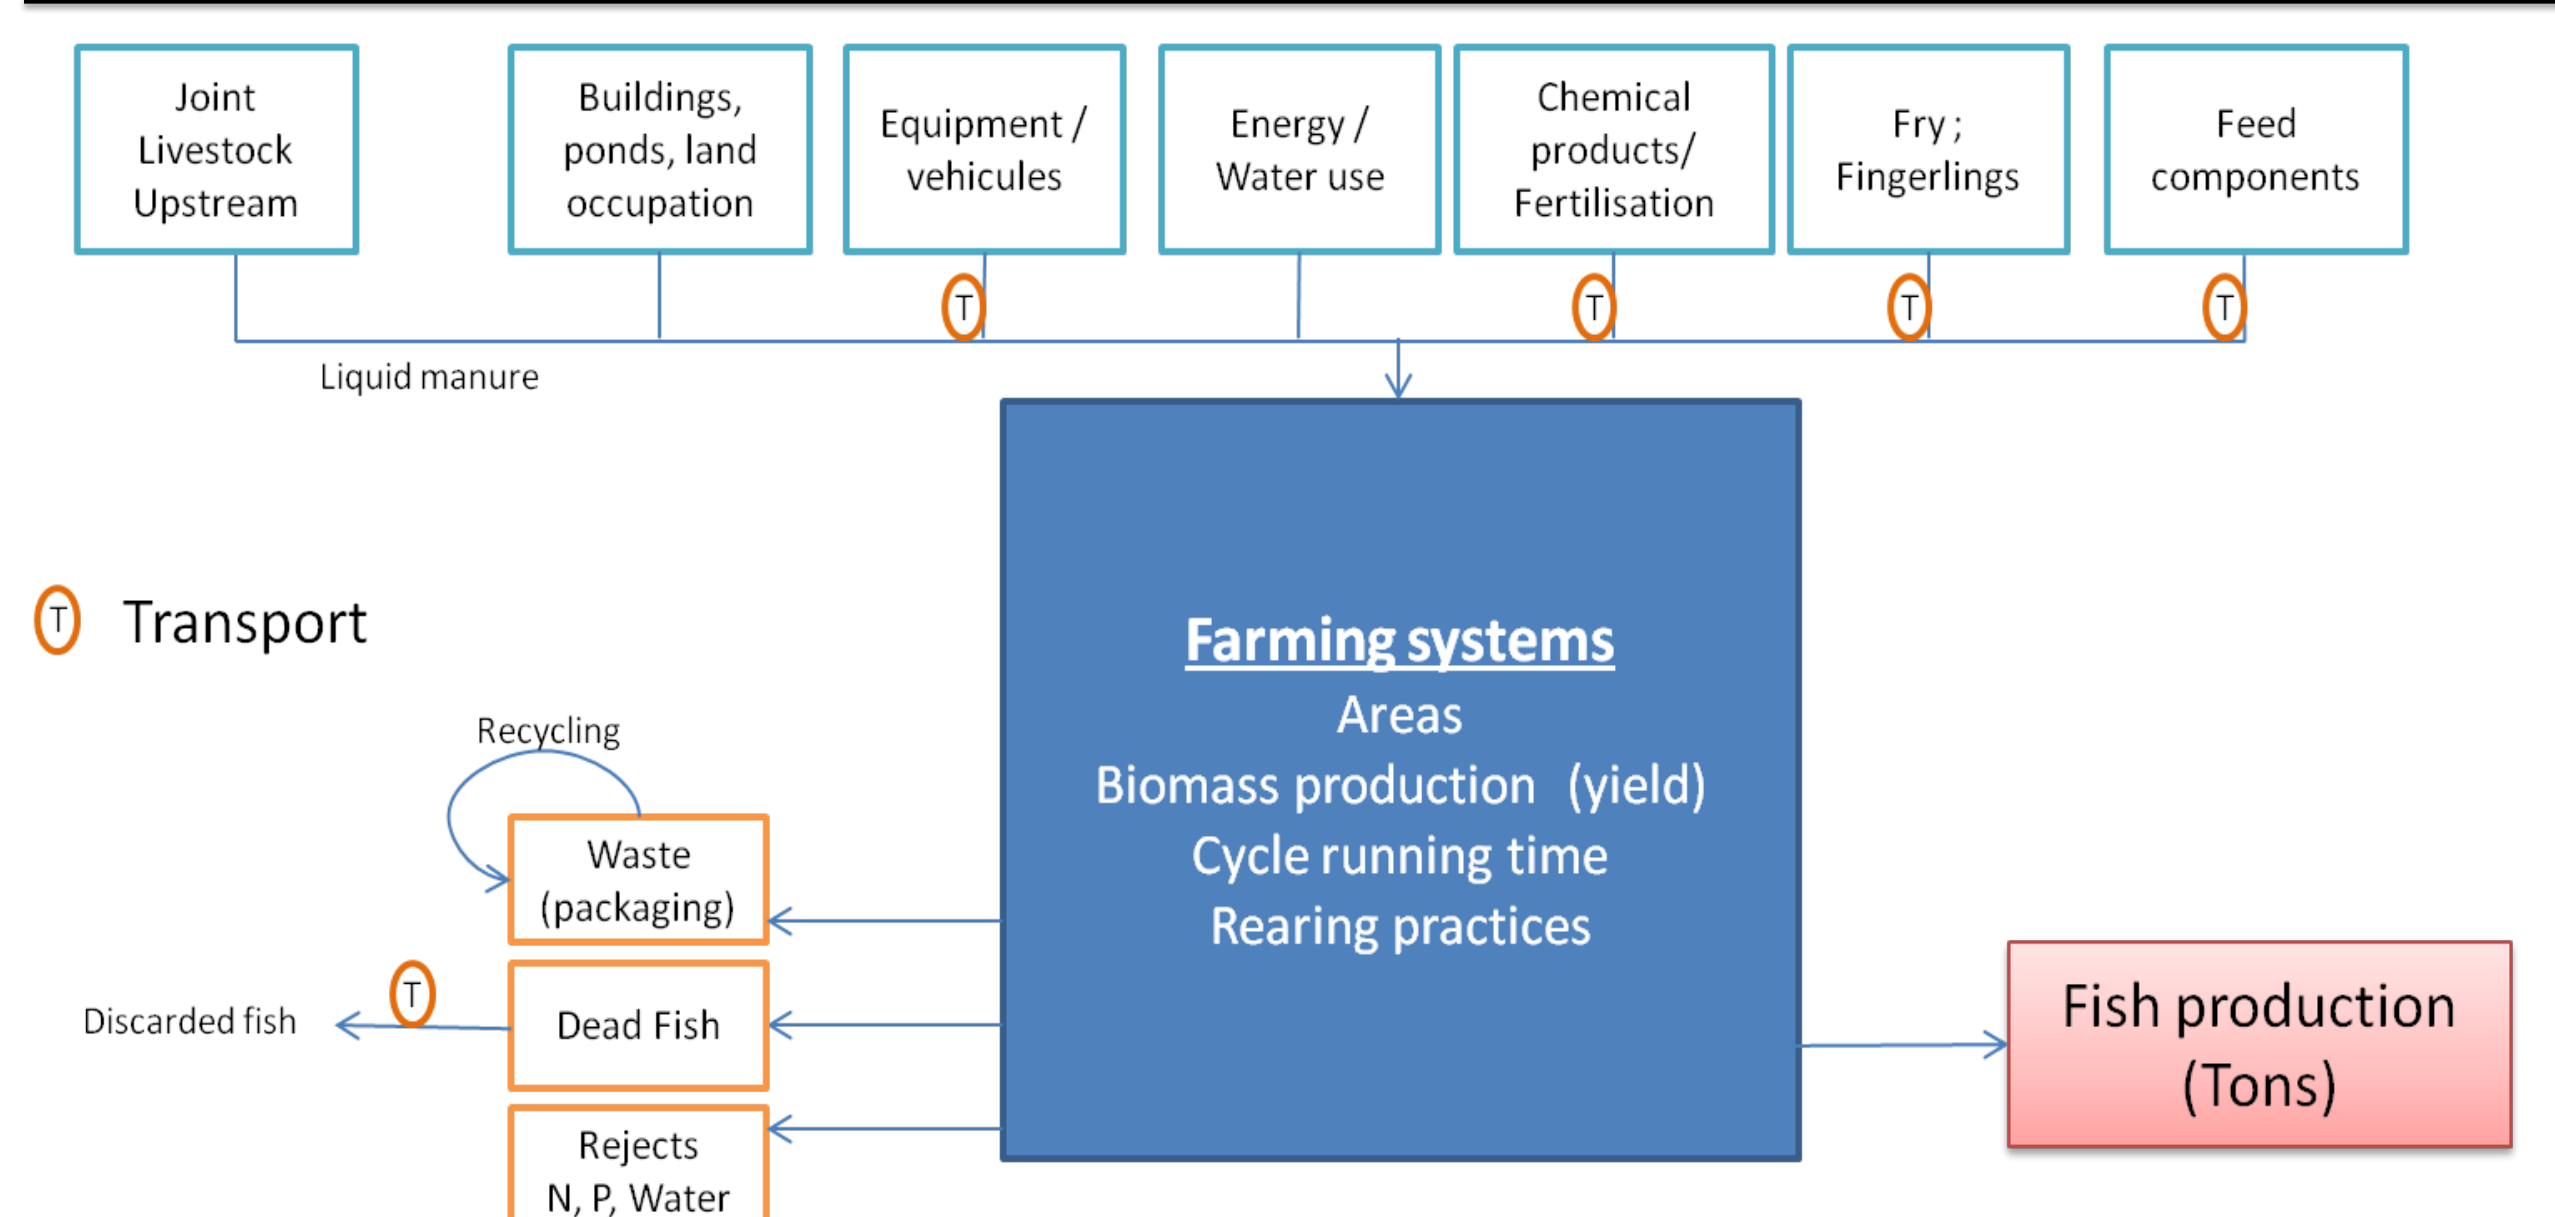 Joint
Livestock
Upstream
Buildings,
ponds, land
occupation
Equipment /
vehicules
Energy /
Water use
Chemical
products/
Fertilisation
Fry ;
Fingerlings
Feed
components
T
T
T
T
Liquid manure
T Transport
Farming systems
Areas
Biomass production (yield)
Cycle running time
Rearing practices
Recycling
Waste
(packaging)
T
Discarded fish
Dead Fish
Rejects
N, P, Water
Fish production
(Tons)